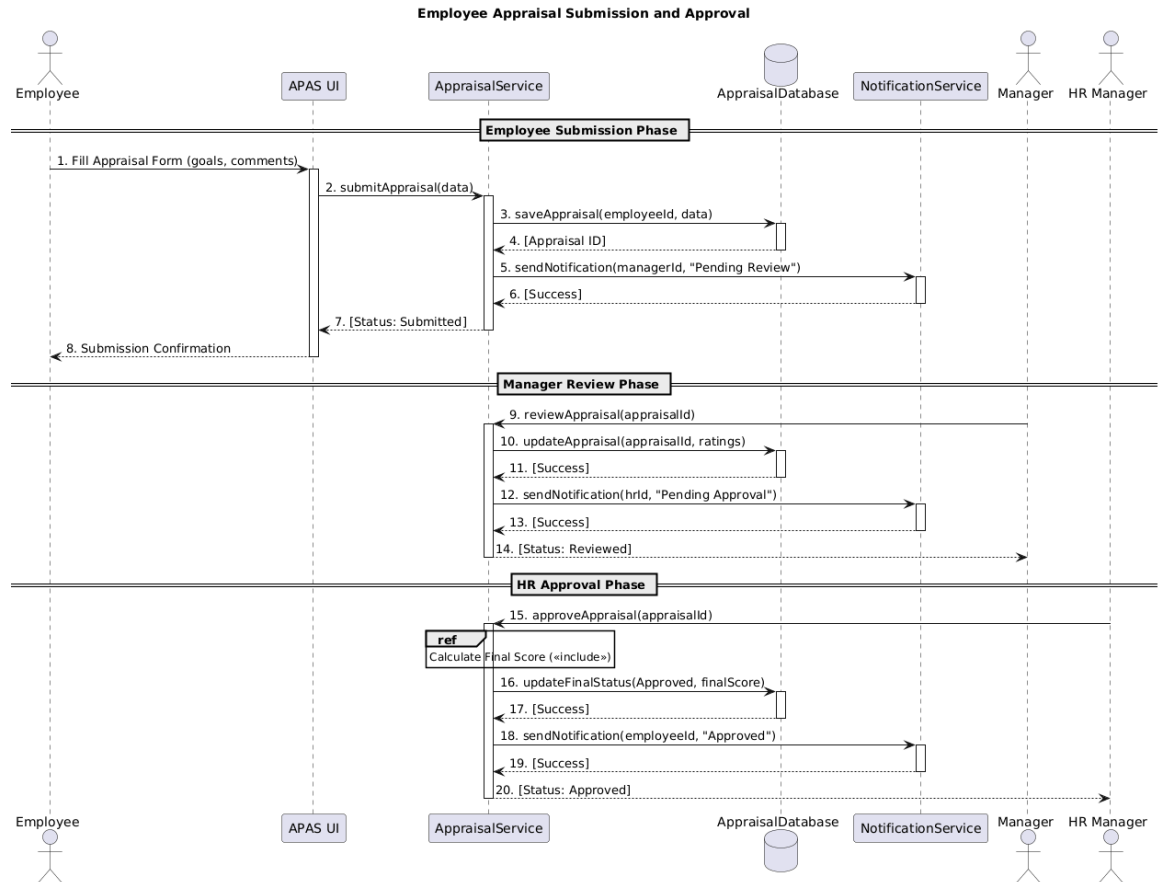 Employee Appraisal Submission and Approval
Employee
APAS UI
AppraisalService
AppraisalDatabase
NotificationService
Manager
HR Manager
Employee Submission Phase
1. Fill Appraisal Form (goals, comments)
2. submitAppraisal(data)
3. saveAppraisal(employeeId, data)
4. [Appraisal ID]
5. sendNotification(managerId, "Pending Review")
6. [Success]
7. [Status: Submitted]
8. Submission Confirmation
Manager Review Phase
9. reviewAppraisal(appraisalId)
10. updateAppraisal(appraisalId, ratings)
11. [Success]
12. sendNotification(hrId, "Pending Approval")
13. [Success]
14. [Status: Reviewed]
HR Approval Phase
15. approveAppraisal(appraisalId)
ref
Calculate Final Score («include»)
16. updateFinalStatus(Approved, finalScore)
17. [Success]
18. sendNotification(employeeId, "Approved")
19. [Success]
20. [Status: Approved]
Employee
APAS UI
AppraisalService
AppraisalDatabase
NotificationService
Manager
HR Manager